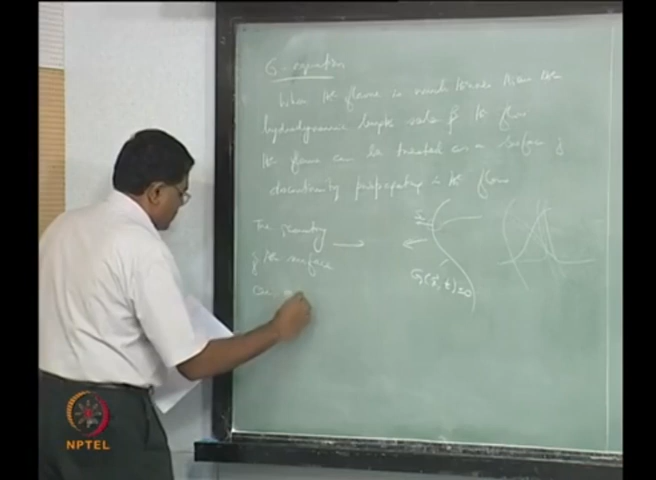 G-equation
When the flame is much thinner than the
hydrodynamic length scales of the flow
the flame can be treated as a surface of
discontinuity propagating in the flow
The geometry
of the surface
G(x, t)=0
NPTEL